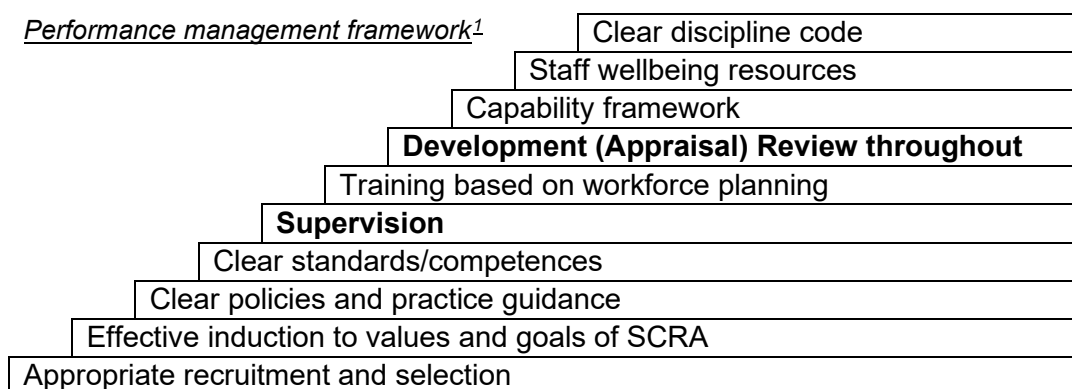 Performance management framework1
Clear discipline code
Staff wellbeing resources
Capability framework
Development (Appraisal) Review throughout
Training based on workforce planning
Supervision
Clear standards/competences
Clear policies and practice guidance
Effective induction to values and goals of SCRA
Appropriate recruitment and selection